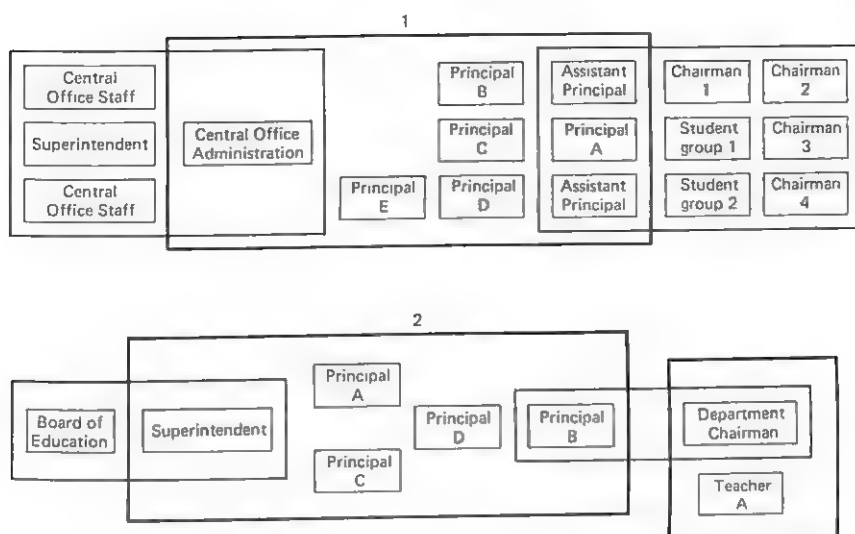 1
Central
Office Staff
Superintendent
Central
Office Staff
Central Office
Administration
Principal
E
Principal
B
Principal
C
Principal
D
Assistant
Principal
Principal
A
Assistant
Principal
Chairman
1
Student
group 1
Student
group 2
Chairman
2
Chairman
3
Chairman
4
2
Board of
Education
Superintendent
Principal
A
Principal
C
Principal
D
Principal
B
Department
Chairman
Teacher
A